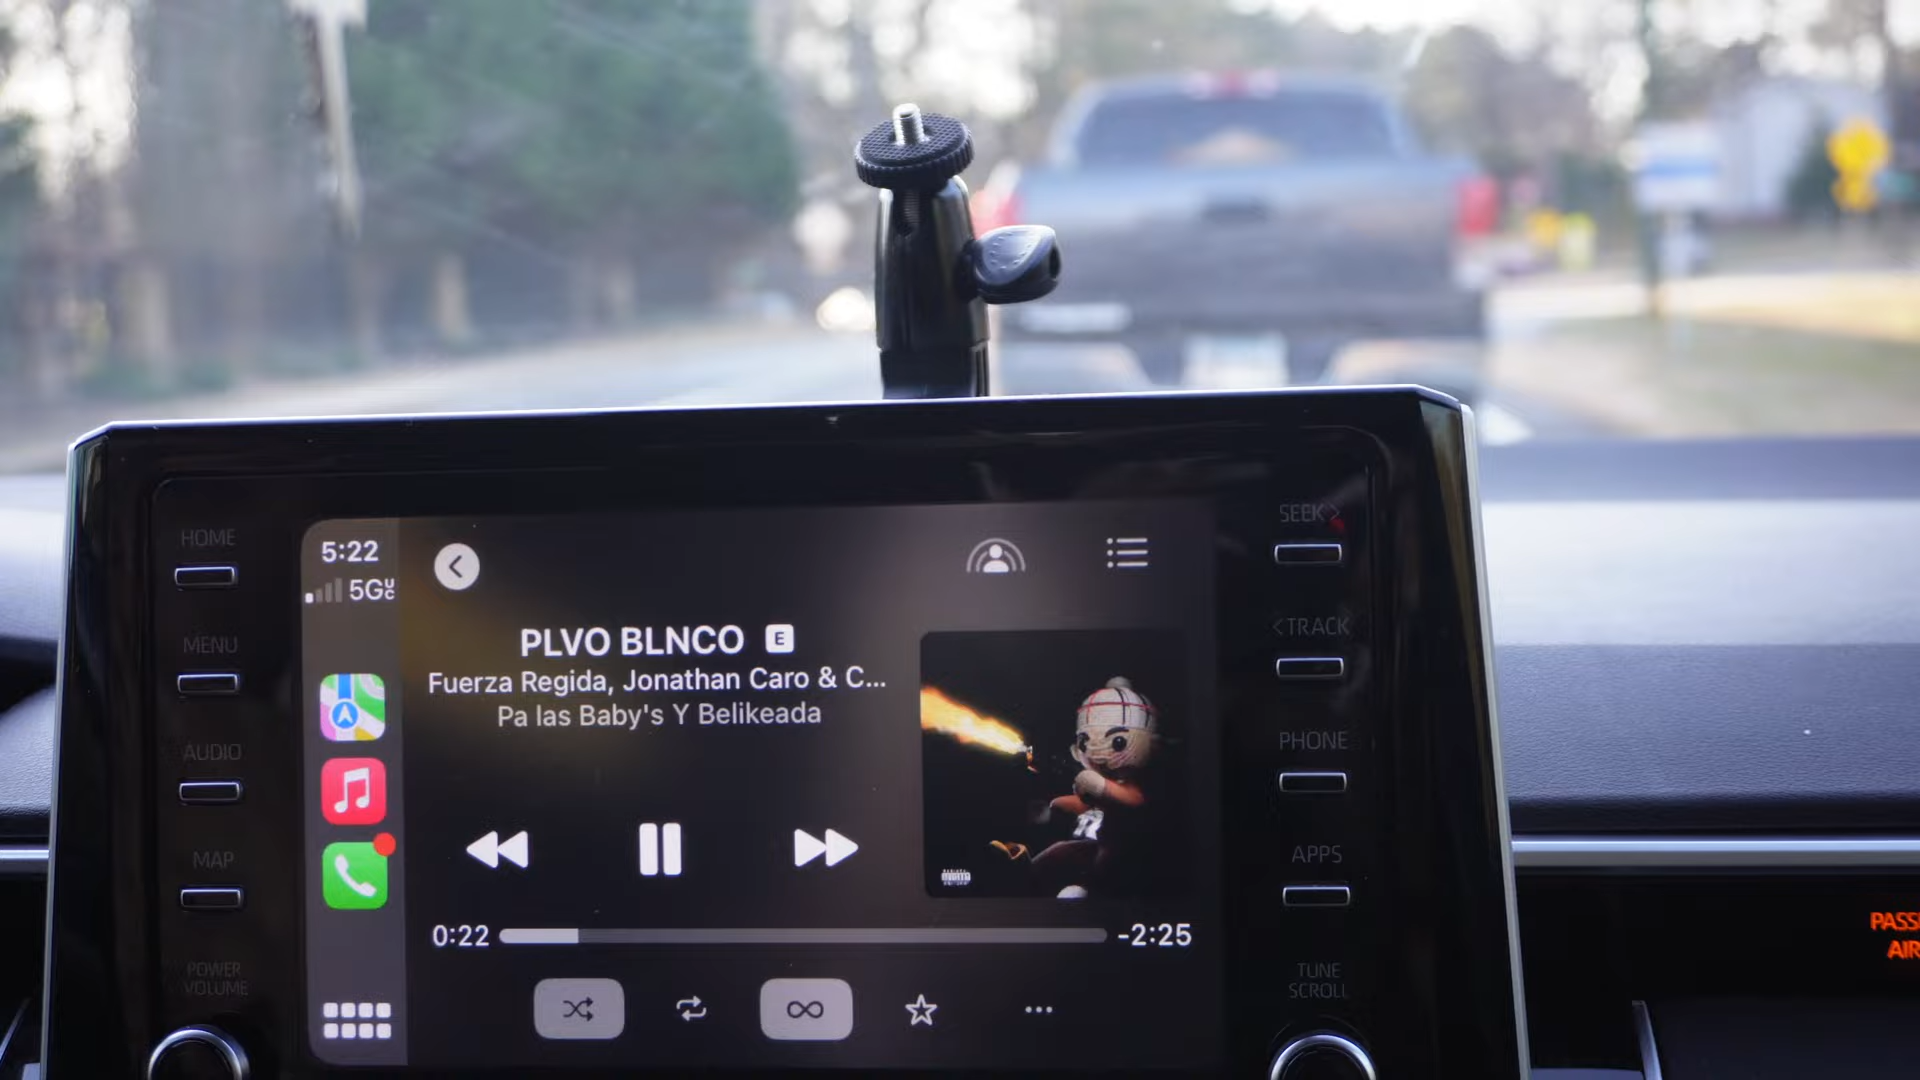 HOME
MENU
AUDIO
MAP
POWER
VOLUME
5:22
5G UC
PLVO BLNCO E
Fuerza Regida, Jonathan Caro & C...
Pa las Baby's Y Belikeada
0:22
-2:25
SEEK >
< TRACK
PHONE
APPS
TUNE
SCROLL
PASS
AIR